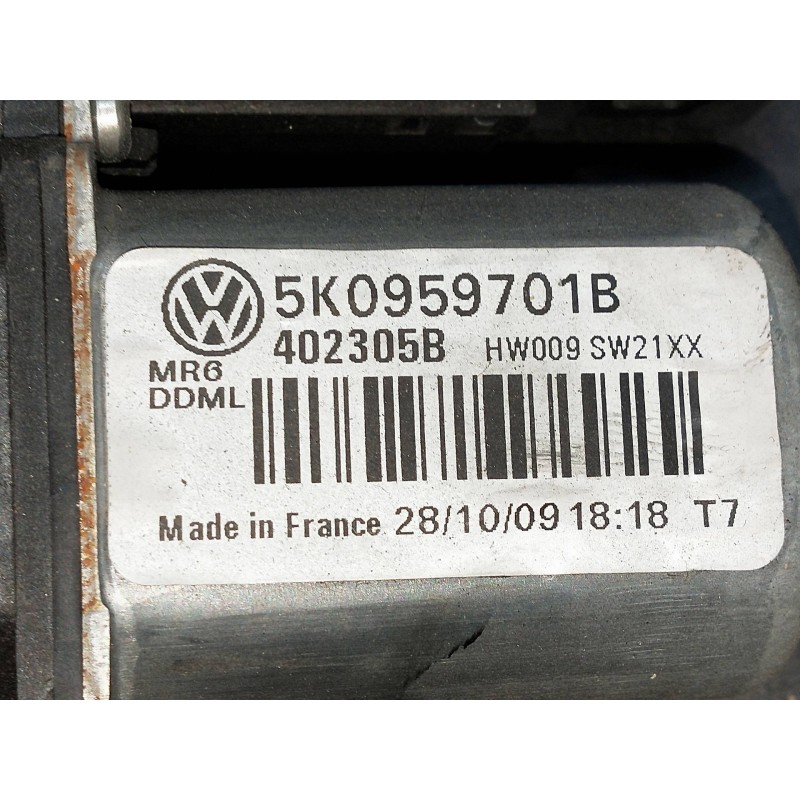 5K0959701B
402305B HW009 SW21XX
MR6
DDML
Made in France 28/10/09 18:18 T7